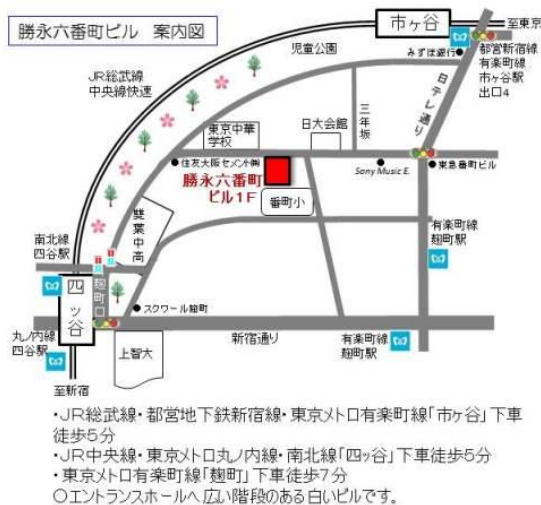 勝永六番町ビル 案内図
市ヶ谷
至東京
児童公園
みずほ銀行
都営新宿線
有楽町線
市ヶ谷駅
出口4
JR総武線
中央線快速
日テレ通り
三年坂
東京中華
学校
日大会館
住友大阪セメント㈱
Sony Music E.
東急番町ビル
勝永六番町
ビル1F
番町小
雙葉中高
有楽町線
麹町駅
南北線
四谷駅
麹町口
四ッ谷
スクワール麹町
丸ノ内線
四谷駅
新宿通り
有楽町線
麹町駅
上智大
至新宿
・JR総武線・都営地下鉄新宿線・東京メトロ有楽町線「市ヶ谷」下車
徒歩5分
・JR中央線・東京メトロ丸ノ内線・南北線「四ッ谷」下車徒歩5分
・東京メトロ有楽町線「麹町」下車徒歩7分
○エントランスホールへ広い階段のある白いビルです。